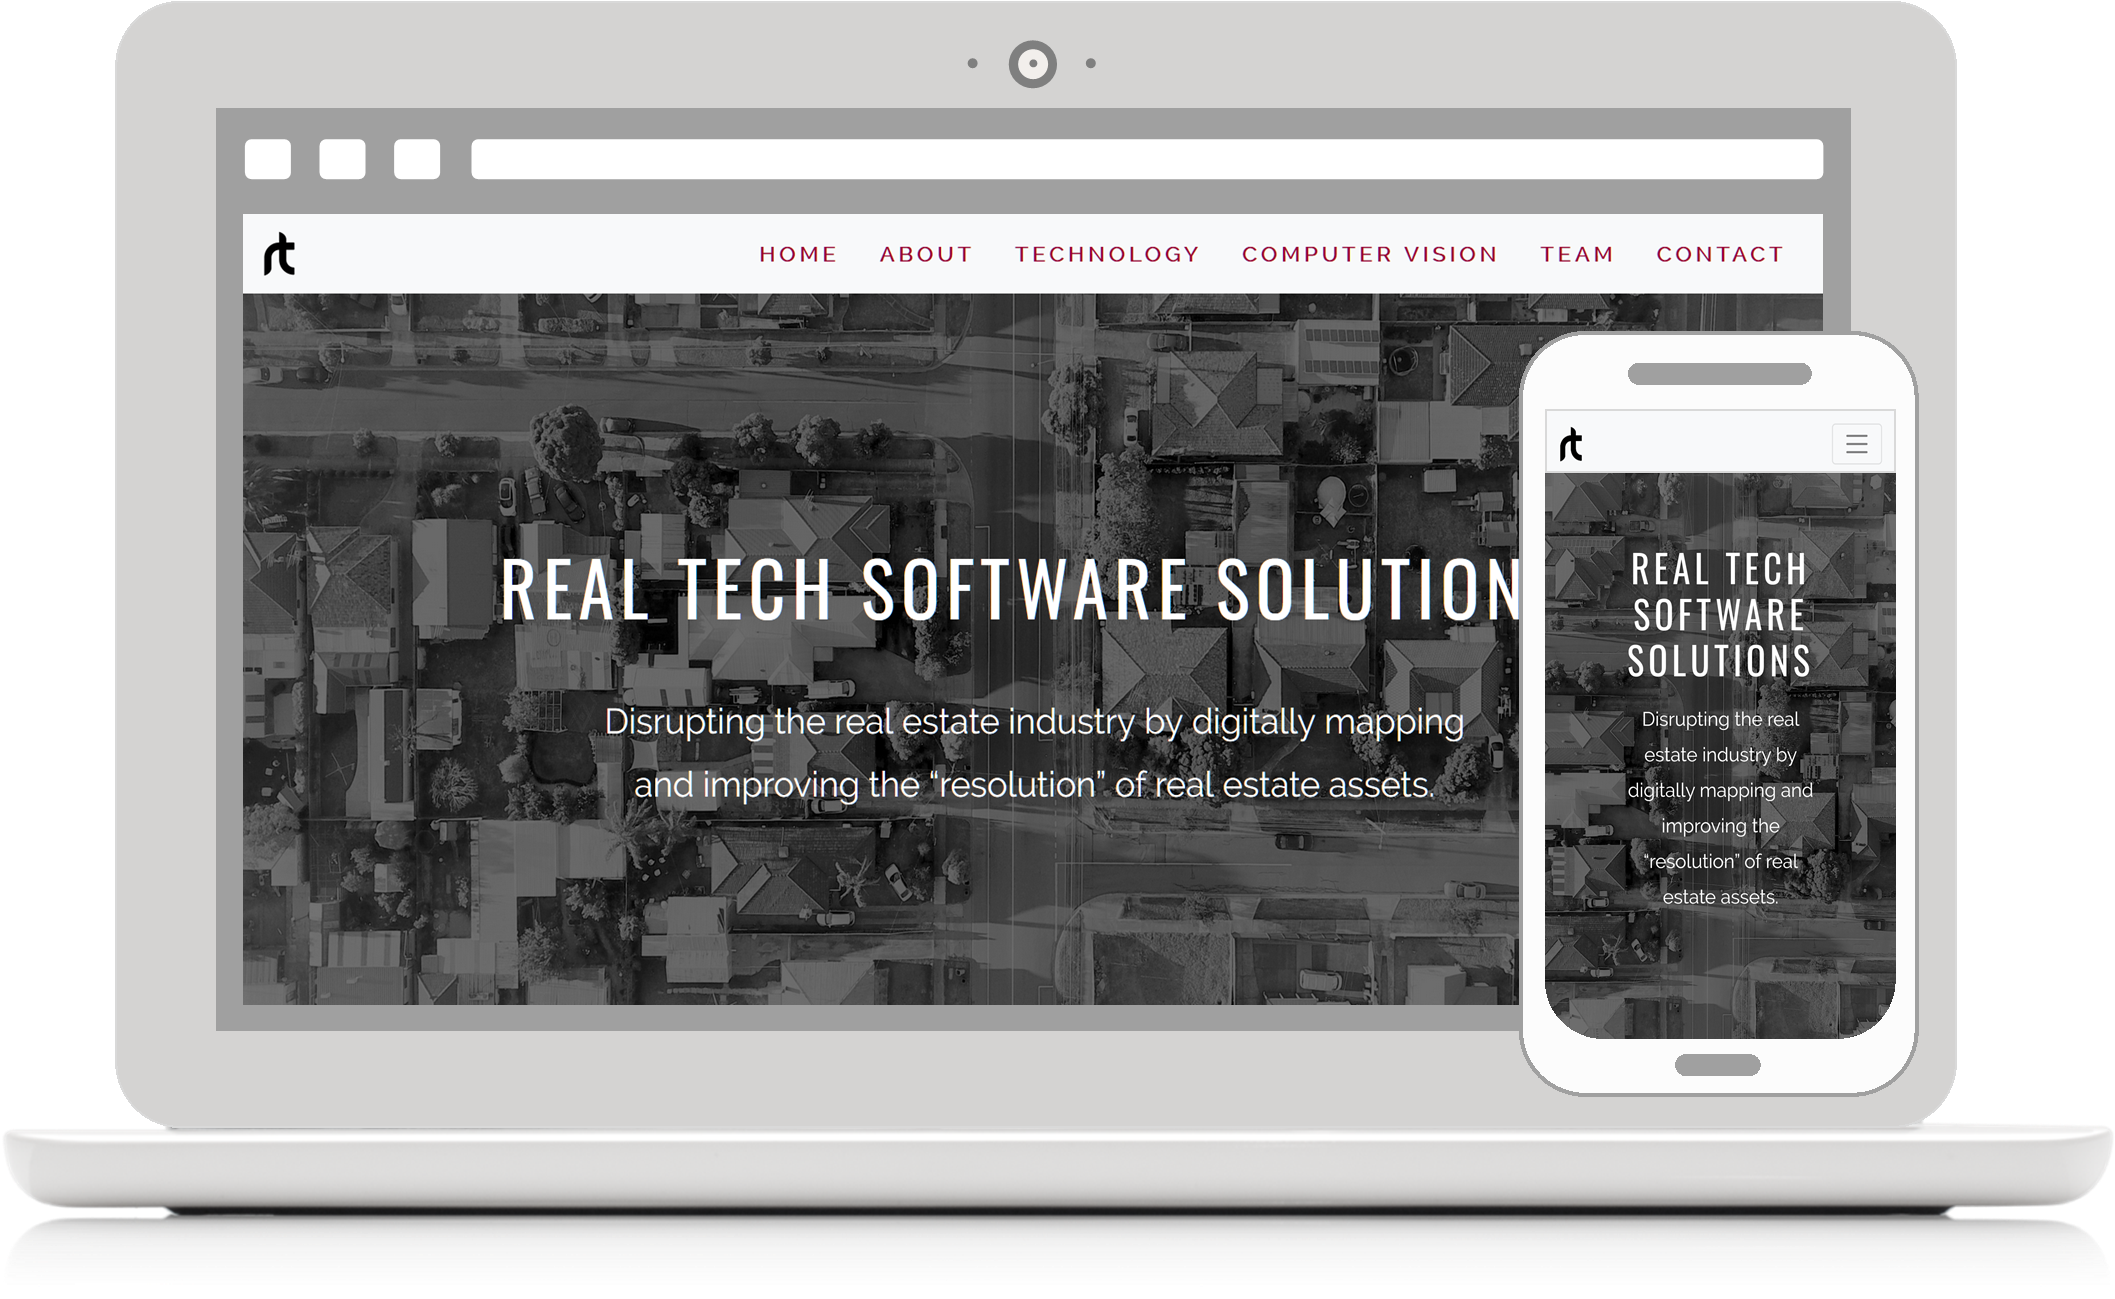 rt
HOME ABOUT TECHNOLOGY COMPUTER VISION TEAM CONTACT
REAL TECH SOFTWARE SOLUTION
Disrupting the real estate industry by digitally mapping
and improving the “resolution” of real estate assets.
rt
REAL TECH
SOFTWARE
SOLUTIONS
Disrupting the real
estate industry by
digitally mapping and
improving the
“resolution” of real
estate assets.